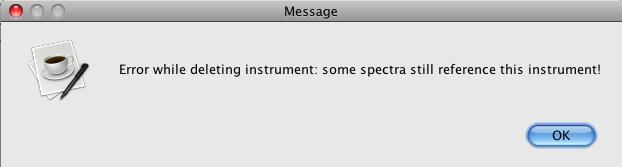 Message
Error while deleting instrument: some spectra still reference this instrument!
OK